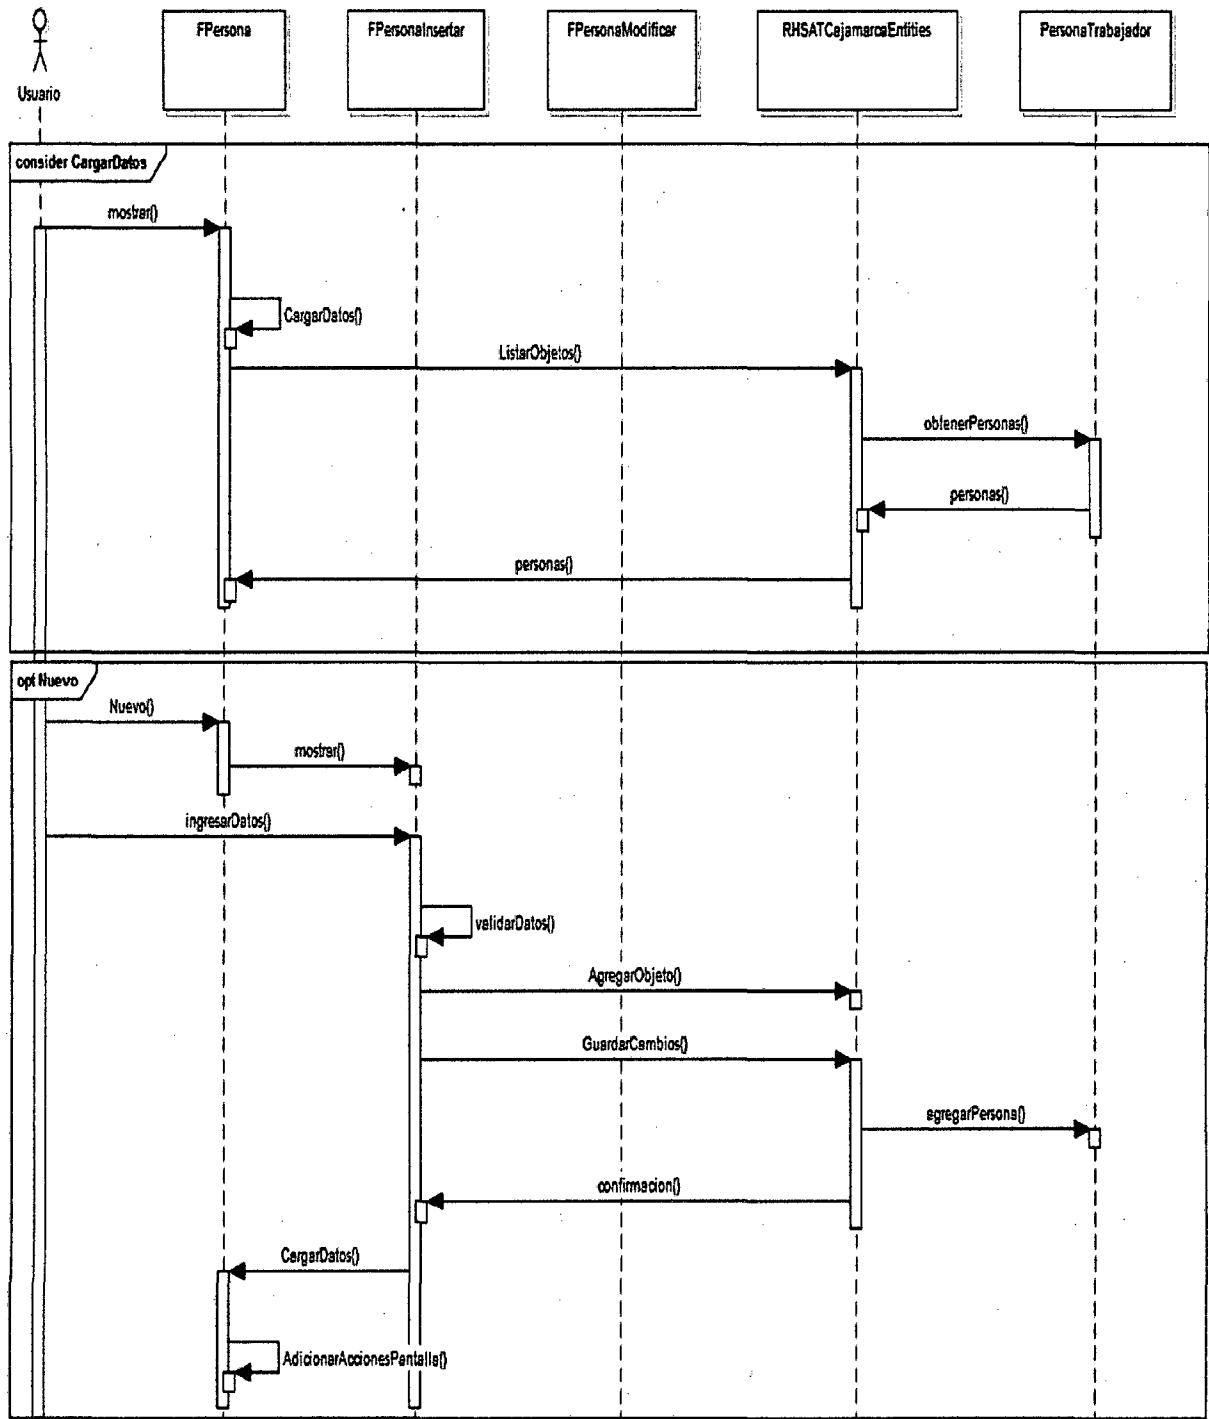 FPersona
FPersonaInsertar
FPersonaModificar
RHSATCajamarcaEntities
PersonaTrabajador
Usuario
consider CargarDatos
mostrar()
CargarDatos()
ListarObjetos()
obtenerPersonas()
personas()
personas()
opt Nuevo
Nuevo()
mostrar()
ingresarDatos()
validarDatos()
AgregarObjeto()
GuardarCambios()
agregarPersona()
confirmacion()
CargarDatos()
AdicionarAccionesPantalla()